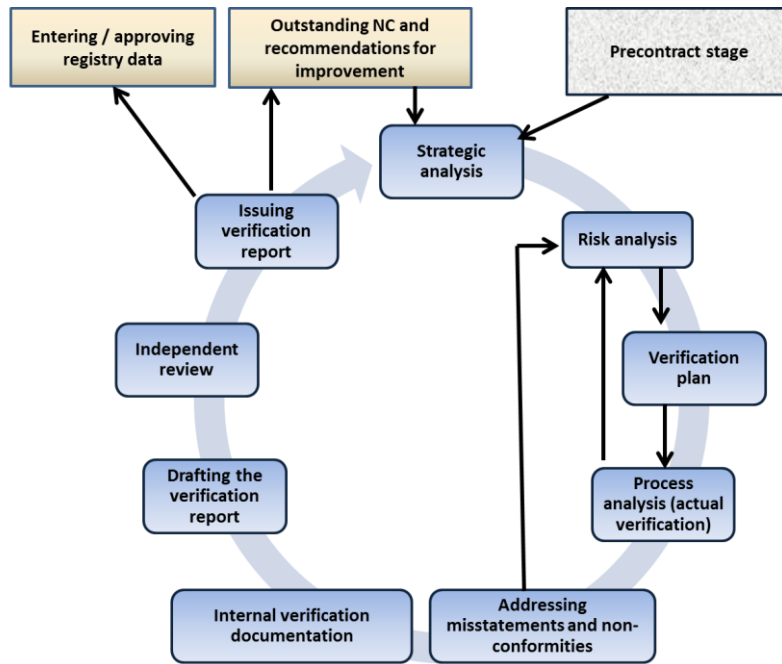 Entering / approving
registry data
Outstanding NC and
recommendations for
improvement
Precontract stage
Strategic
analysis
Risk analysis
Verification
plan
Process
analysis (actual
verification)
Addressing
misstatements and non-
conformities
Internal verification
documentation
Drafting the
verification
report
Independent
review
Issuing
verification
report